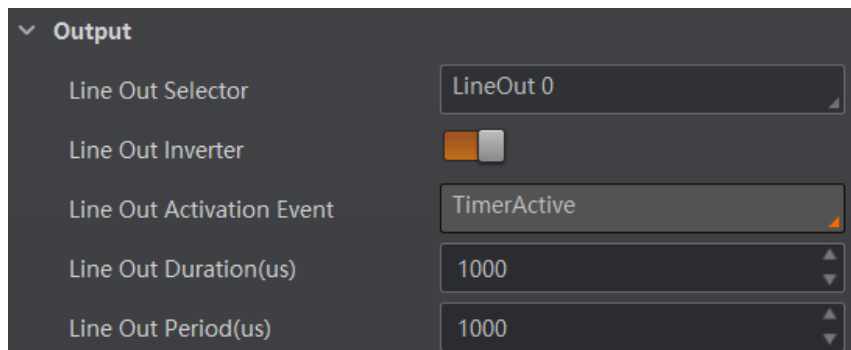 Output
Line Out Selector LineOut 0
Line Out Inverter
Line Out Activation Event TimerActive
Line Out Duration(us) 1000
Line Out Period(us) 1000